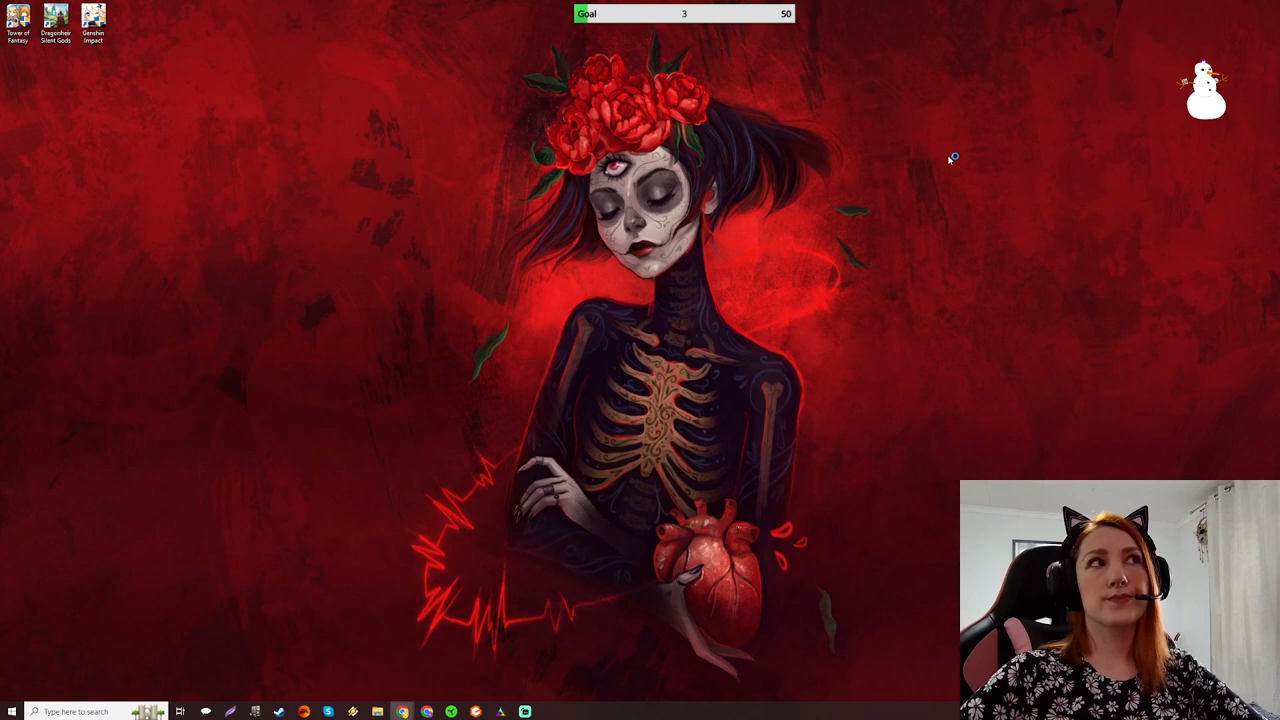 Goal 3 50
Tower of
Fantasy
Dragonheir
Silent Gods
Genshin
Impact
Type here to search